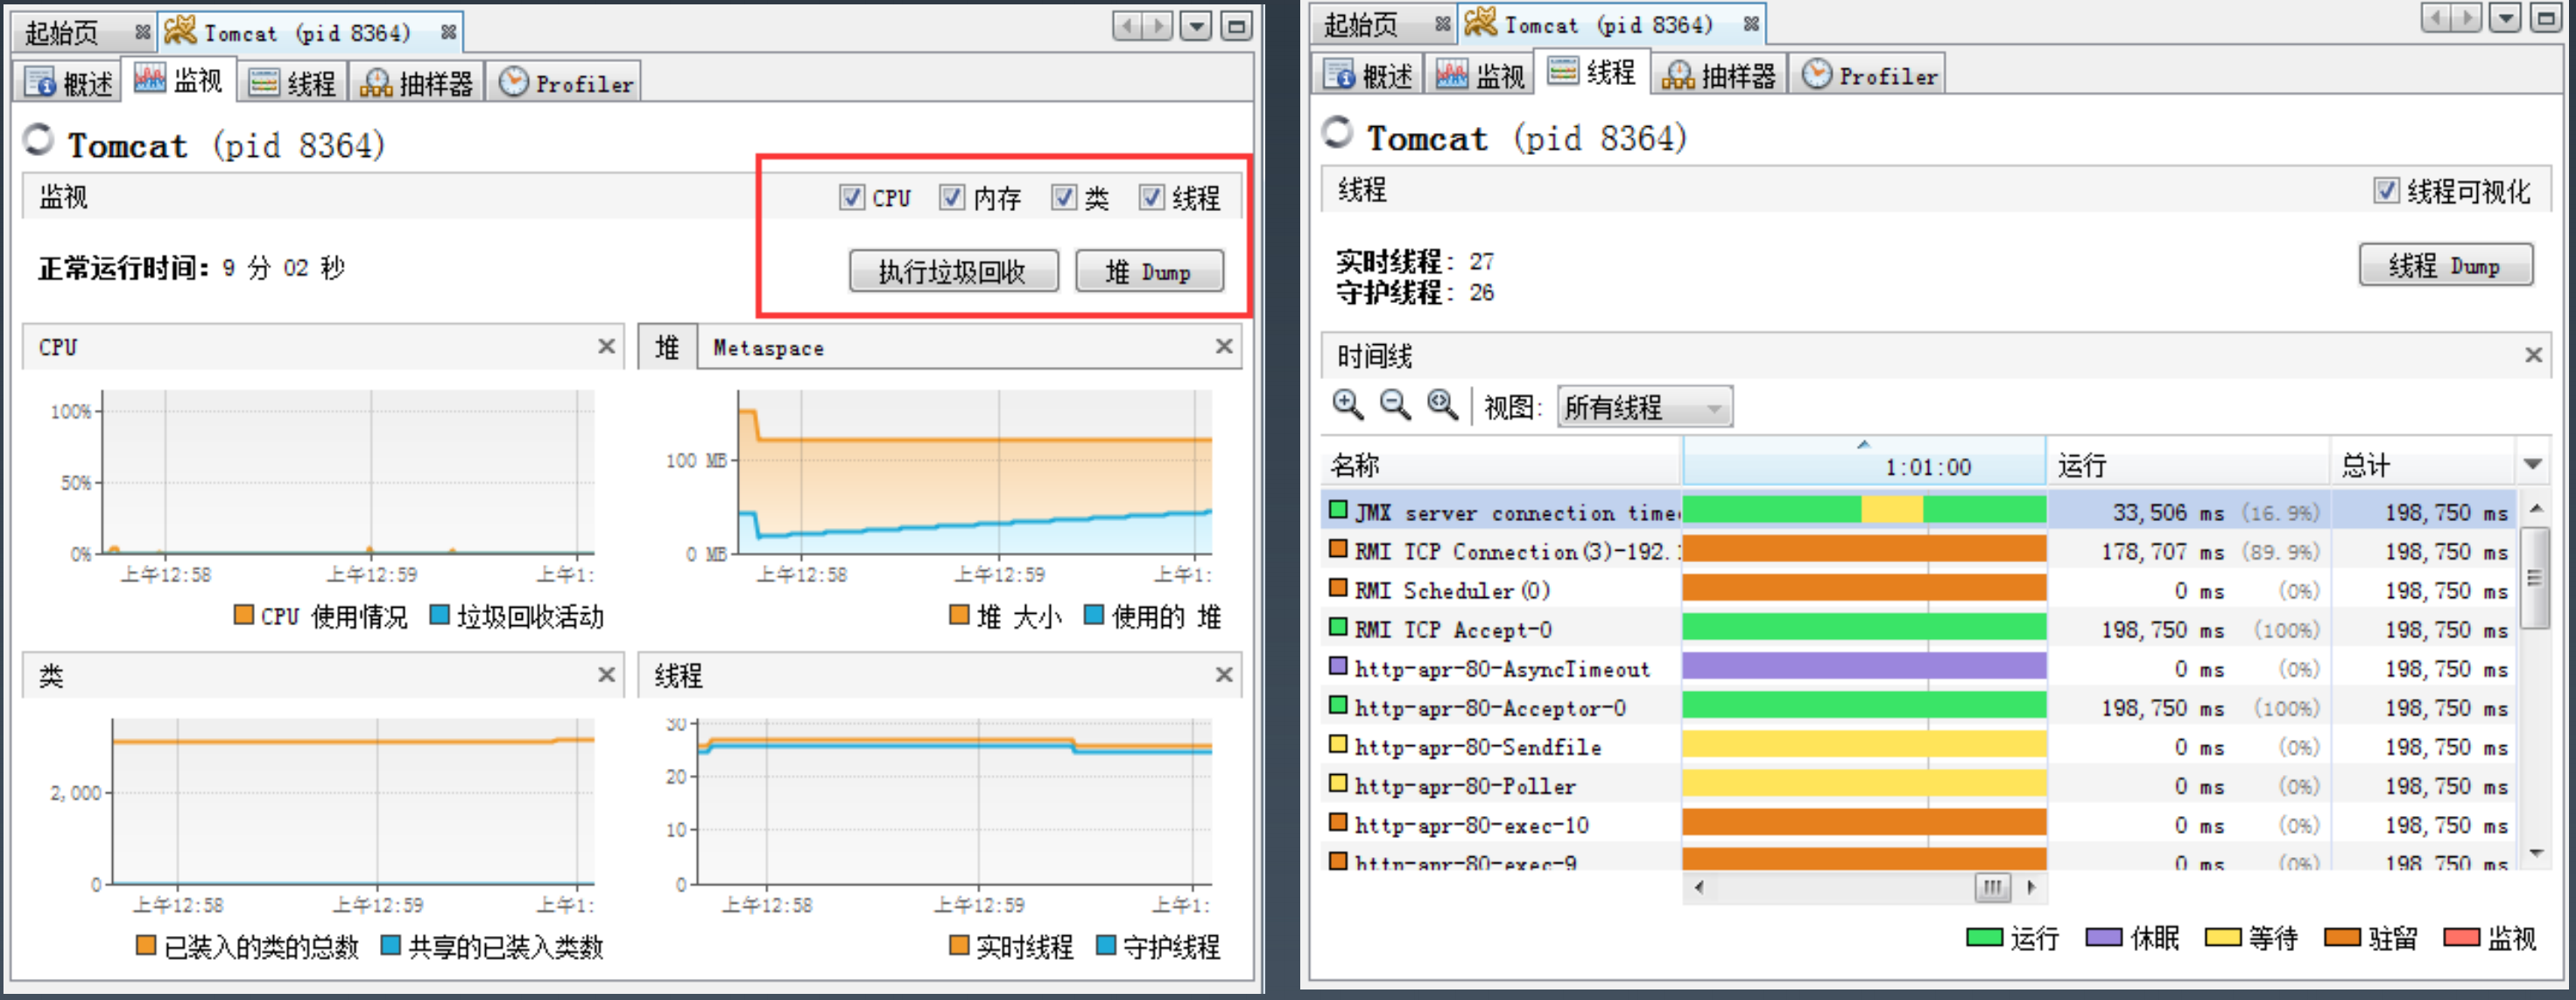 起始页
Tomcat (pid 8364)
概述
监视
线程
抽样器
Profiler
Tomcat (pid 8364)
监视
CPU
内存
类
线程
正常运行时间: 9 分 02 秒
执行垃圾回收
堆 Dump
CPU
100%
50%
0%
上午12:58
上午12:59
上午1:
CPU 使用情况
垃圾回收活动
堆
Metaspace
100 MB
0 MB
上午12:58
上午12:59
上午1:
堆 大小
使用的 堆
类
2,000
0
上午12:58
上午12:59
上午1:
已装入的类的总数
共享的已装入类数
线程
30
20
10
0
上午12:58
上午12:59
上午1:
实时线程
守护线程
起始页
Tomcat (pid 8364)
概述
监视
线程
抽样器
Profiler
Tomcat (pid 8364)
线程
线程可视化
实时线程: 27
守护线程: 26
线程 Dump
时间线
视图:
所有线程
名称 1:01:00 运行 总计
JMX server connection time 33,506 ms (16.9%) 198,750 ms
RMI TCP Connection(3)-192. 178,707 ms (89.9%) 198,750 ms
RMI Scheduler(0) 0 ms (0%) 198,750 ms
RMI TCP Accept-0 198,750 ms (100%) 198,750 ms
http-apr-80-AsyncTimeout 0 ms (0%) 198,750 ms
http-apr-80-Acceptor-0 198,750 ms (100%) 198,750 ms
http-apr-80-Sendfile 0 ms (0%) 198,750 ms
http-apr-80-Poller 0 ms (0%) 198,750 ms
http-apr-80-exec-10 0 ms (0%) 198,750 ms
http-apr-80-exec-9 0 ms (0%) 198,750 ms
运行
休眠
等待
驻留
监视